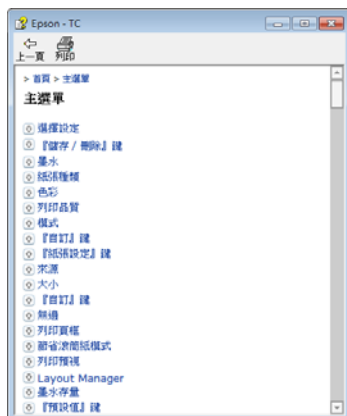 Epson - TC
上一頁 列印
> 首頁 > 主選單
主選單
選擇設定
『儲存 / 刪除』鍵
墨水
紙張種類
色彩
列印品質
模式
『自訂』鍵
『紙張設定』鍵
來源
大小
『自訂』鍵
無邊
列印頁框
節省滾筒紙模式
列印預視
Layout Manager
墨水存量
『預設值』鍵